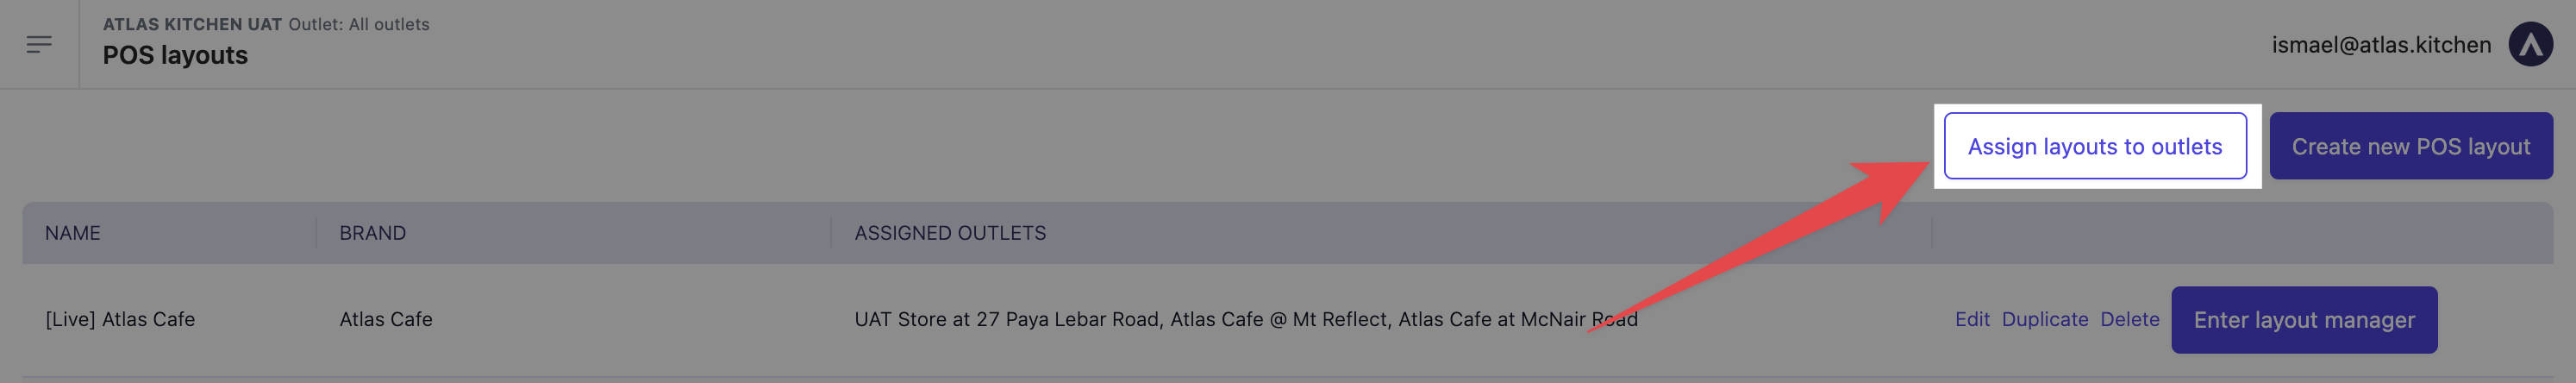 ATLAS KITCHEN UAT Outlet: All outlets
POS layouts
ismael@atlas.kitchen
Assign layouts to outlets
Create new POS layout
NAME
BRAND
ASSIGNED OUTLETS
[Live] Atlas Cafe
Atlas Cafe
UAT Store at 27 Paya Lebar Road, Atlas Cafe @ Mt Reflect, Atlas Cafe at McNair Road
Edit Duplicate Delete
Enter layout manager